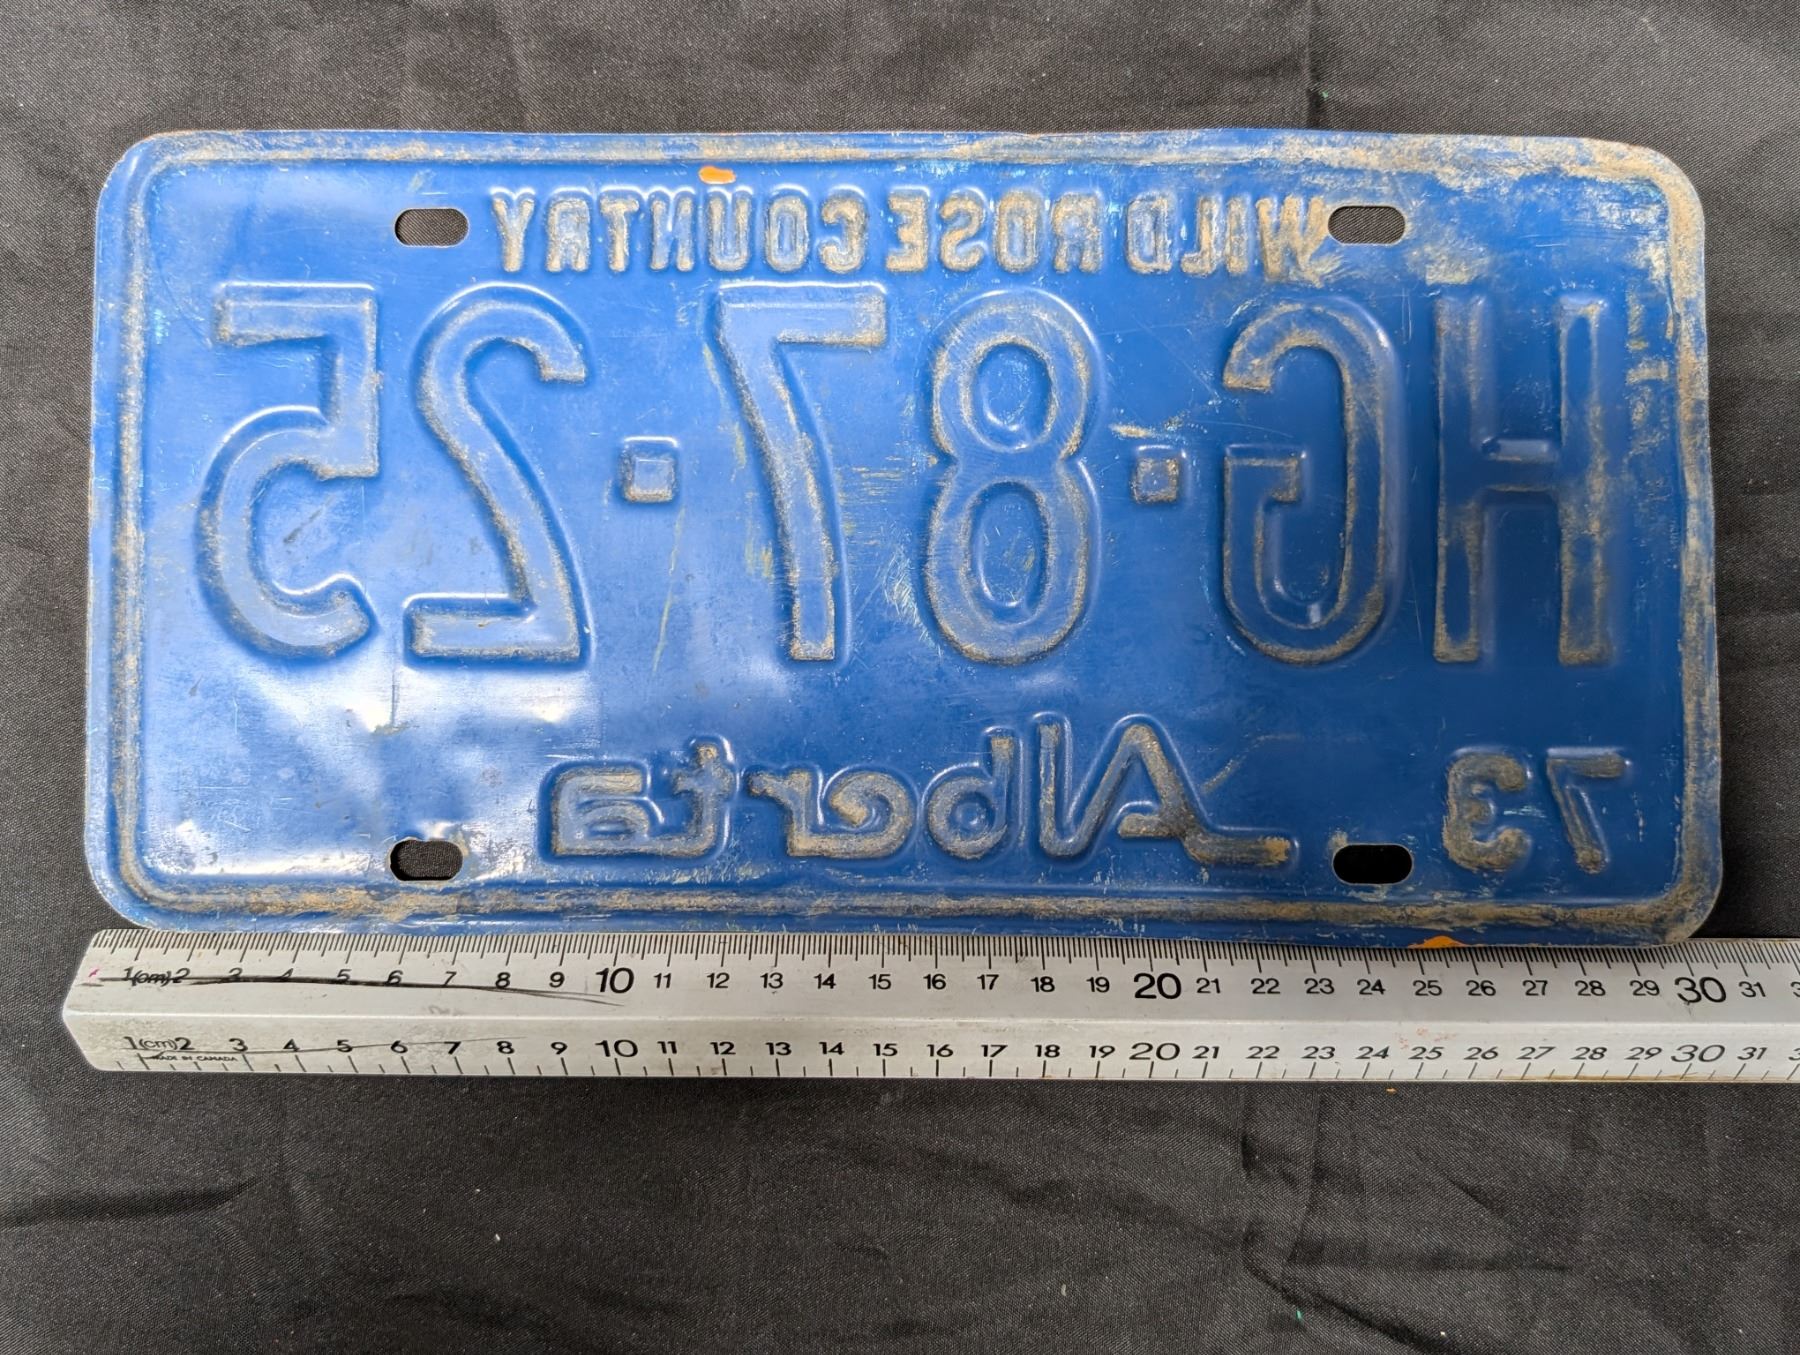 WILD ROSE COUNTRY
HG·87·25
73 Alberta
1(cm)2 3 4 5 6 7 8 9 10 11 12 13 14 15 16 17 18 19 20 21 22 23 24 25 26 27 28 29 30 31
1(cm)2 3 4 5 6 7 8 9 10 11 12 13 14 15 16 17 18 19 20 21 22 23 24 25 26 27 28 29 30 31
MADE IN CANADA